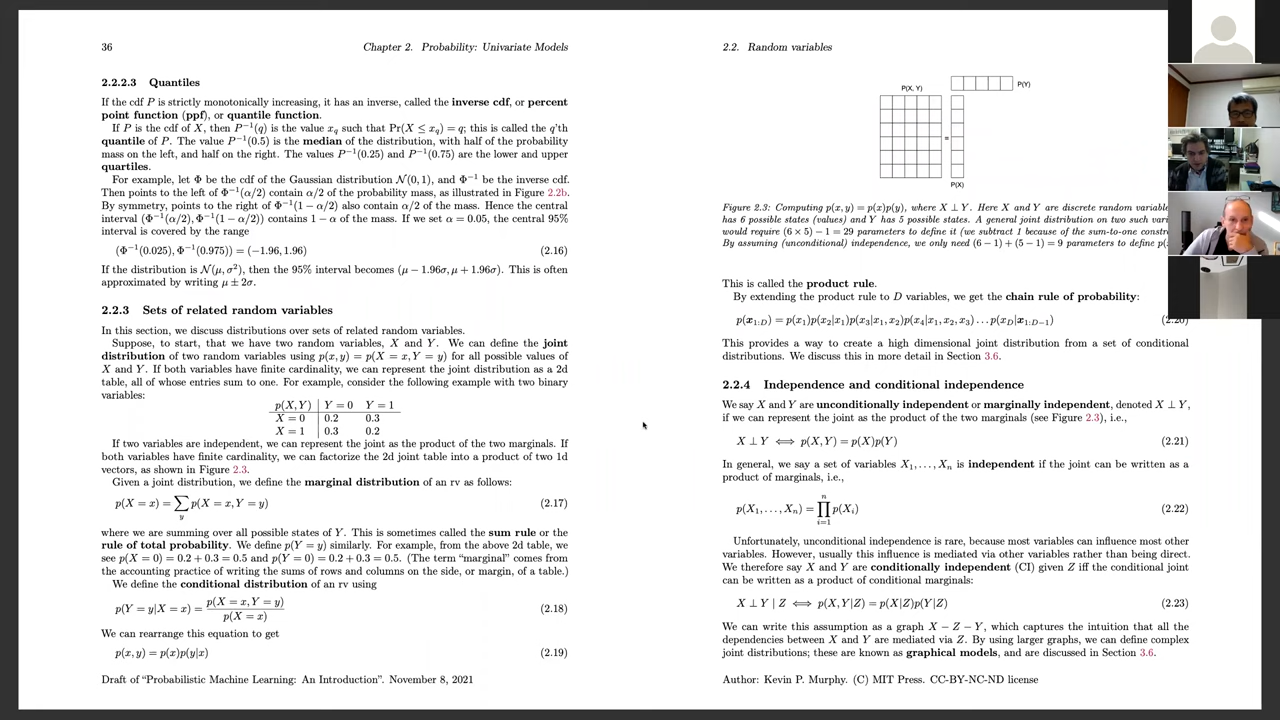 36
Chapter 2. Probability: Univariate Models
2.2.2.3 Quantiles
If the cdf P is strictly monotonically increasing, it has an inverse, called the inverse cdf, or percent
point function (ppf), or quantile function.
If P is the cdf of X, then P⁻¹(q) is the value x_q such that Pr(X ≤ x_q) = q; this is called the q'th
quantile of P. The value P⁻¹(0.5) is the median of the distribution, with half of the probability
mass on the left, and half on the right. The values P⁻¹(0.25) and P⁻¹(0.75) are the lower and upper
quartiles.
For example, let Φ be the cdf of the Gaussian distribution N(0, 1), and Φ⁻¹ be the inverse cdf.
Then points to the left of Φ⁻¹(α/2) contain α/2 of the probability mass, as illustrated in Figure 2.2b.
By symmetry, points to the right of Φ⁻¹(1 − α/2) also contain α/2 of the mass. Hence the central
interval (Φ⁻¹(α/2), Φ⁻¹(1 − α/2)) contains 1 − α of the mass. If we set α = 0.05, the central 95%
interval is covered by the range
(Φ⁻¹(0.025), Φ⁻¹(0.975)) = (−1.96, 1.96) (2.16)
If the distribution is N(μ, σ²), then the 95% interval becomes (μ − 1.96σ, μ + 1.96σ). This is often
approximated by writing μ ± 2σ.
2.2.3 Sets of related random variables
In this section, we discuss distributions over sets of related random variables.
Suppose, to start, that we have two random variables, X and Y. We can define the joint
distribution of two random variables using p(x, y) = p(X = x, Y = y) for all possible values of
X and Y. If both variables have finite cardinality, we can represent the joint distribution as a 2d
table, all of whose entries sum to one. For example, consider the following example with two binary
variables:
p(X, Y) Y = 0 Y = 1
X = 0 0.2 0.3
X = 1 0.3 0.2
If two variables are independent, we can represent the joint as the product of the two marginals. If
both variables have finite cardinality, we can factorize the 2d joint table into a product of two 1d
vectors, as shown in Figure 2.3.
Given a joint distribution, we define the marginal distribution of an rv as follows:
p(X = x) = ∑_y p(X = x, Y = y) (2.17)
where we are summing over all possible states of Y. This is sometimes called the sum rule or the
rule of total probability. We define p(Y = y) similarly. For example, from the above 2d table, we
see p(X = 0) = 0.2 + 0.3 = 0.5 and p(Y = 0) = 0.2 + 0.3 = 0.5. (The term “marginal” comes from
the accounting practice of writing the sums of rows and columns on the side, or margin, of a table.)
We define the conditional distribution of an rv using
p(Y = y|X = x) = p(X = x, Y = y) / p(X = x) (2.18)
We can rearrange this equation to get
p(x, y) = p(x)p(y|x) (2.19)
Draft of “Probabilistic Machine Learning: An Introduction”. November 8, 2021
2.2. Random variables
P(X, Y)
P(Y)
=
P(X)
Figure 2.3: Computing p(x, y) = p(x)p(y), where X ⊥ Y. Here X and Y are discrete random
has 6 possible states (values) and Y has 5 possible states. A general joint distribution on two such
would require (6 × 5) − 1 = 29 parameters to define it (we subtract 1 because of the sum-to-one
By assuming (unconditional) independence, we only need (6 − 1) + (5 − 1) = 9 parameters to define
This is called the product rule.
By extending the product rule to D variables, we get the chain rule of probability:
p(x_{1:D}) = p(x₁)p(x₂|x₁)p(x₃|x₁, x₂)p(x₄|x₁, x₂, x₃) . . . p(x_D|x_{1:D−1}) (2.20)
This provides a way to create a high dimensional joint distribution from a set of conditional
distributions. We discuss this in more detail in Section 3.6.
2.2.4 Independence and conditional independence
We say X and Y are unconditionally independent or marginally independent, denoted X ⊥ Y,
if we can represent the joint as the product of the two marginals (see Figure 2.3), i.e.,
X ⊥ Y ⟺ p(X, Y) = p(X)p(Y) (2.21)
In general, we say a set of variables X₁, . . . , Xₙ is independent if the joint can be written as a
product of marginals, i.e.,
p(X₁, . . . , Xₙ) = ∏_{i=1}^{n} p(X_i) (2.22)
Unfortunately, unconditional independence is rare, because most variables can influence most other
variables. However, usually this influence is mediated via other variables rather than being direct.
We therefore say X and Y are conditionally independent (CI) given Z iff the conditional joint
can be written as a product of conditional marginals:
X ⊥ Y | Z ⟺ p(X, Y|Z) = p(X|Z)p(Y|Z) (2.23)
We can write this assumption as a graph X − Z − Y, which captures the intuition that all the
dependencies between X and Y are mediated via Z. By using larger graphs, we can define complex
joint distributions; these are known as graphical models, and are discussed in Section 3.6.
Author: Kevin P. Murphy. (C) MIT Press. CC-BY-NC-ND license